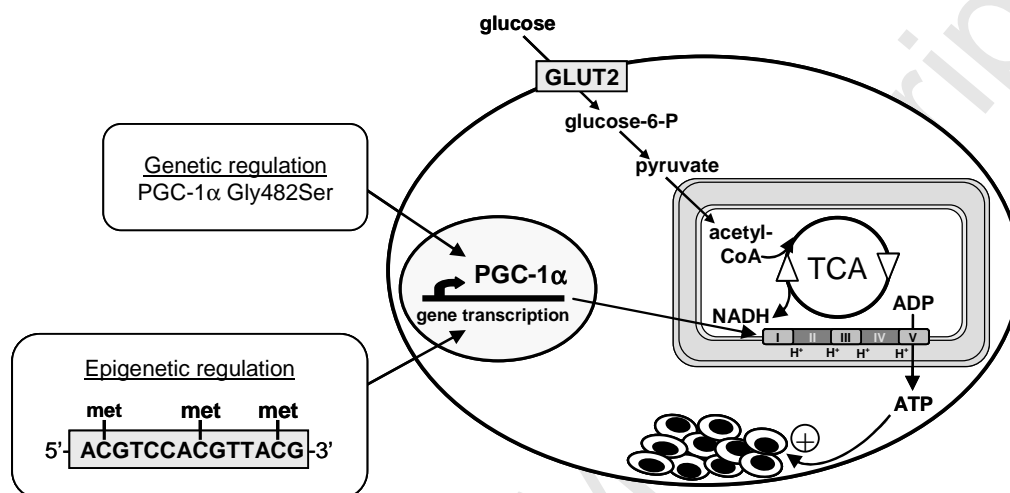 glucose
GLUT2
glucose-6-P
pyruvate
Genetic regulation
PGC-1α Gly482Ser
acetyl-
CoA
TCA
PGC-1α
gene transcription
NADH
ADP
I II III IV V
H⁺ H⁺ H⁺ H⁺
ATP
Epigenetic regulation
met met met
5’-ACGTCCACGTTACG-3’
+